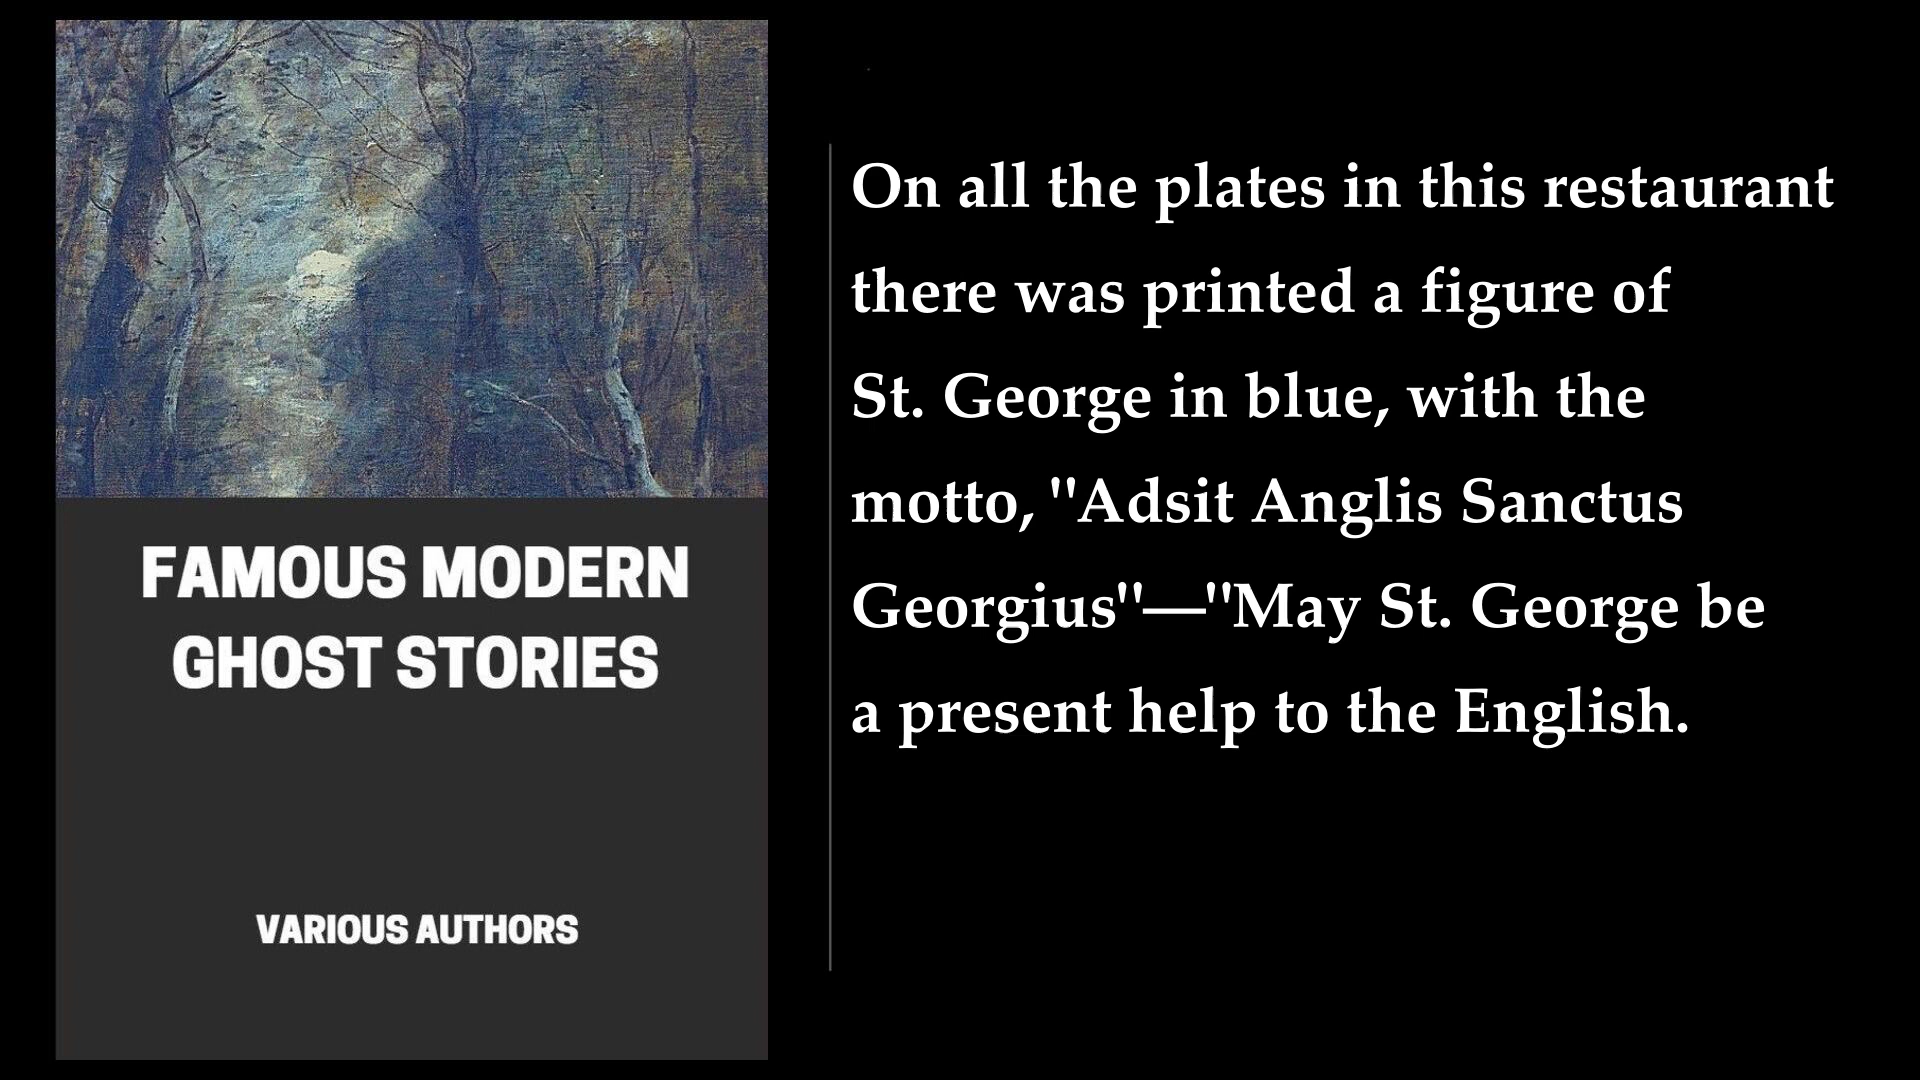 FAMOUS MODERN
GHOST STORIES
VARIOUS AUTHORS
On all the plates in this restaurant
there was printed a figure of
St. George in blue, with the
motto, "Adsit Anglis Sanctus
Georgius"—"May St. George be
a present help to the English.